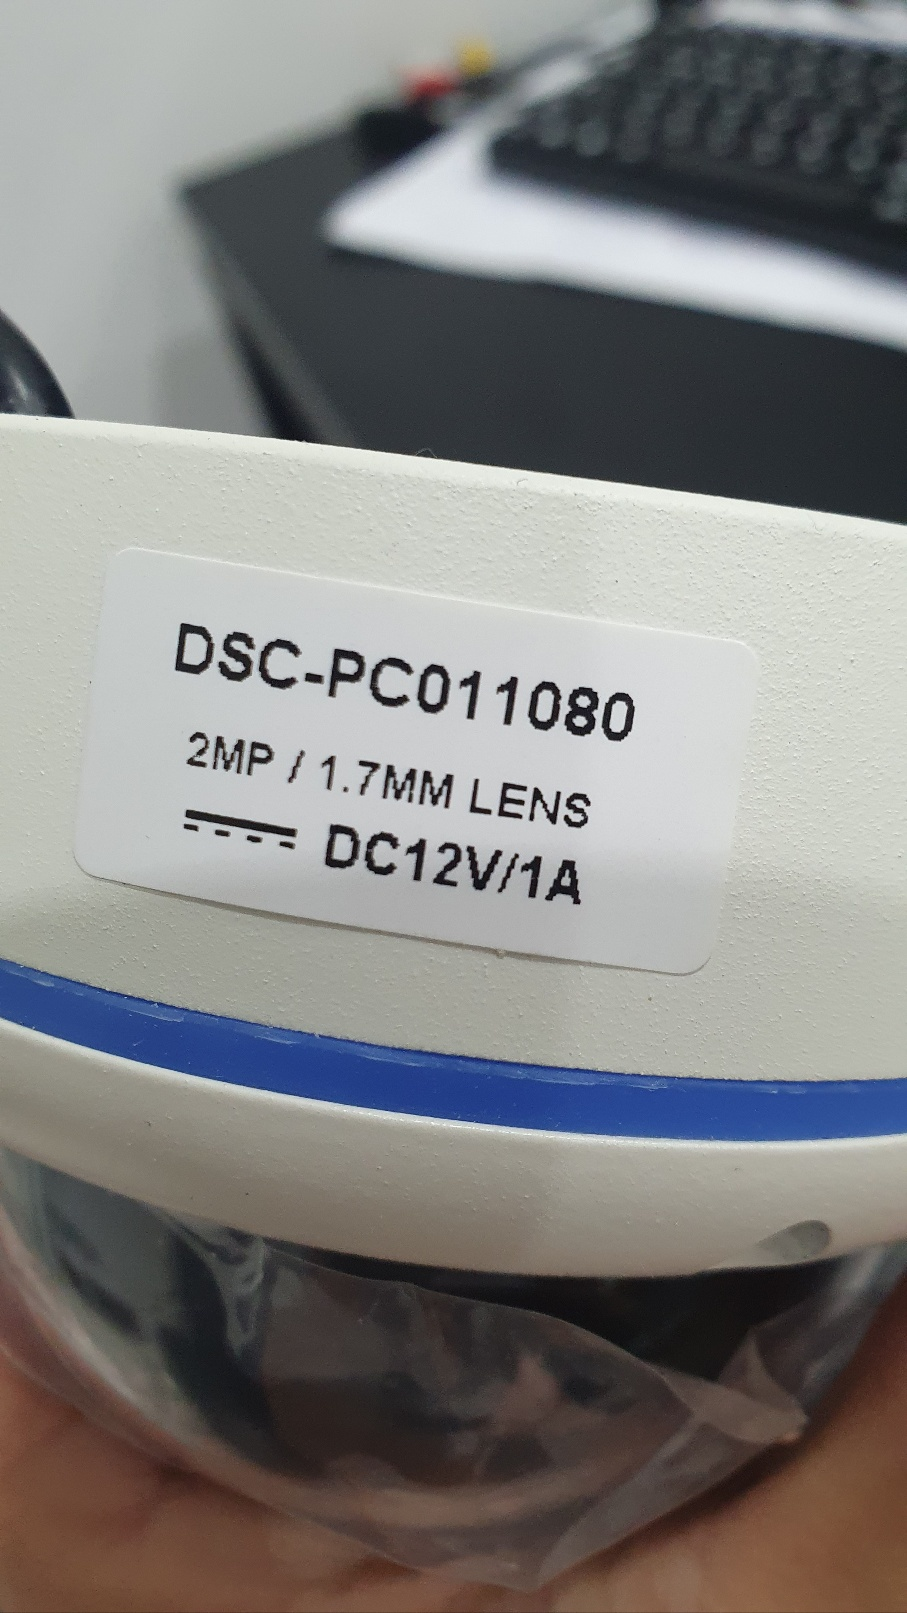 DSC-PC011080
2MP / 1.7MM LENS
DC12V/1A